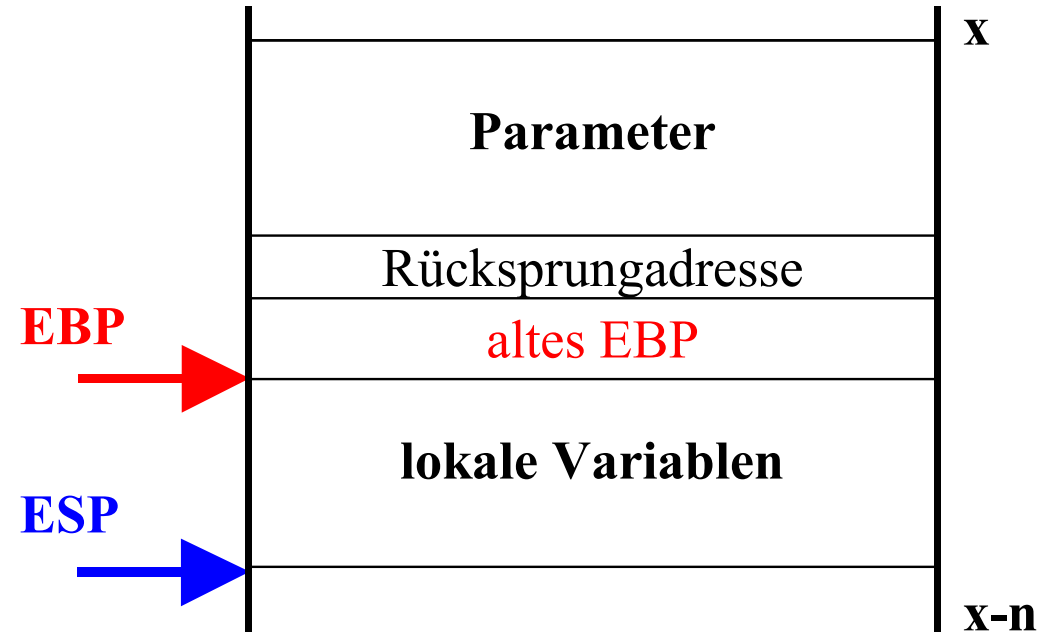 x
Parameter
Rücksprungadresse
EBP
altes EBP
lokale Variablen
ESP
x-n